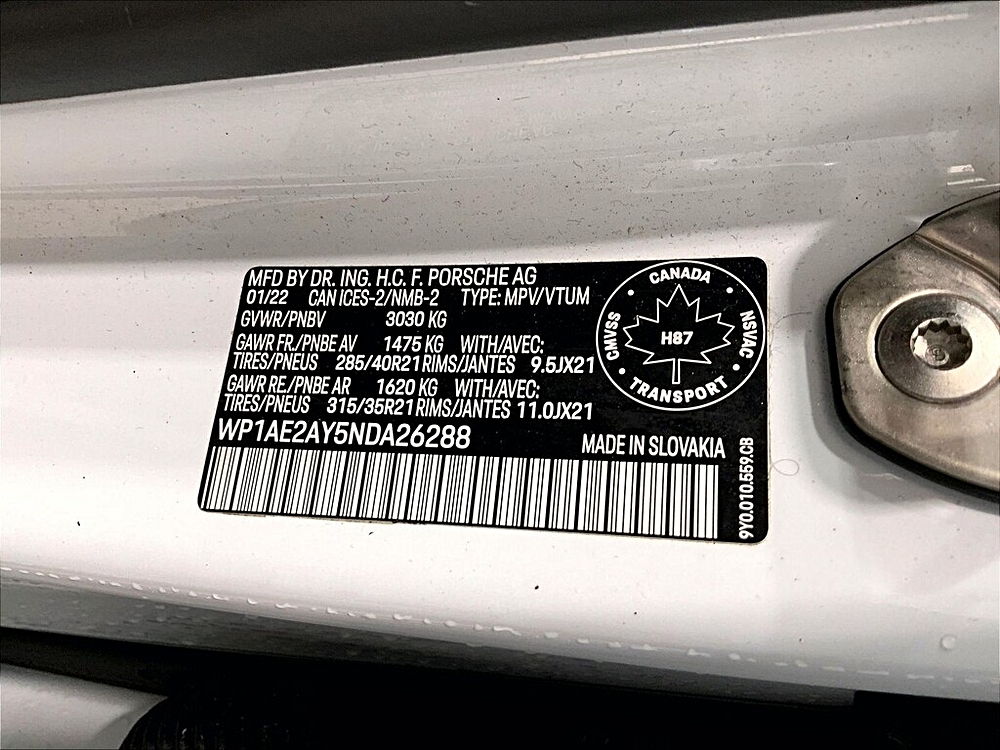 MFD BY DR. ING. H.C. F. PORSCHE AG
01/22 CAN ICES-2/NMB-2 TYPE: MPV/VTUM
GVWR/PNBV 3030 KG
GAWR FR./PNBE AV 1475 KG WITH/AVEC:
TIRES/PNEUS 285/40R21 RIMS/JANTES 9.5JX21
GAWR RE./PNBE AR 1620 KG WITH/AVEC:
TIRES/PNEUS 315/35R21 RIMS/JANTES 11.0JX21
WP1AE2AY5NDA26288 MADE IN SLOVAKIA
CANADA
CMVSS
H87
NSVAC
TRANSPORT
9Y0.010.559.CB